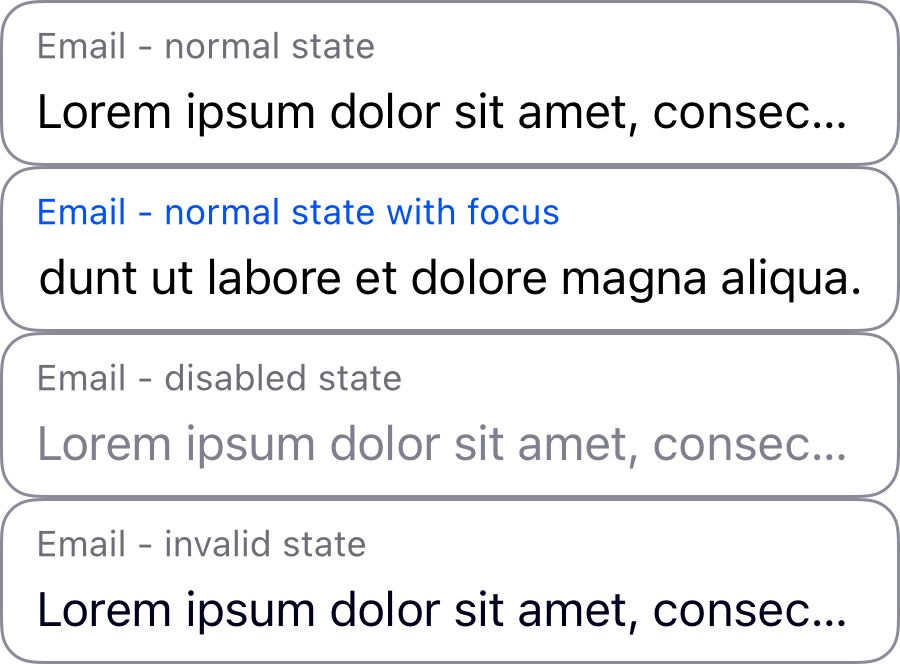 Email - normal state
Lorem ipsum dolor sit amet, consec...
Email - normal state with focus
dunt ut labore et dolore magna aliqua.
Email - disabled state
Lorem ipsum dolor sit amet, consec...
Email - invalid state
Lorem ipsum dolor sit amet, consec...